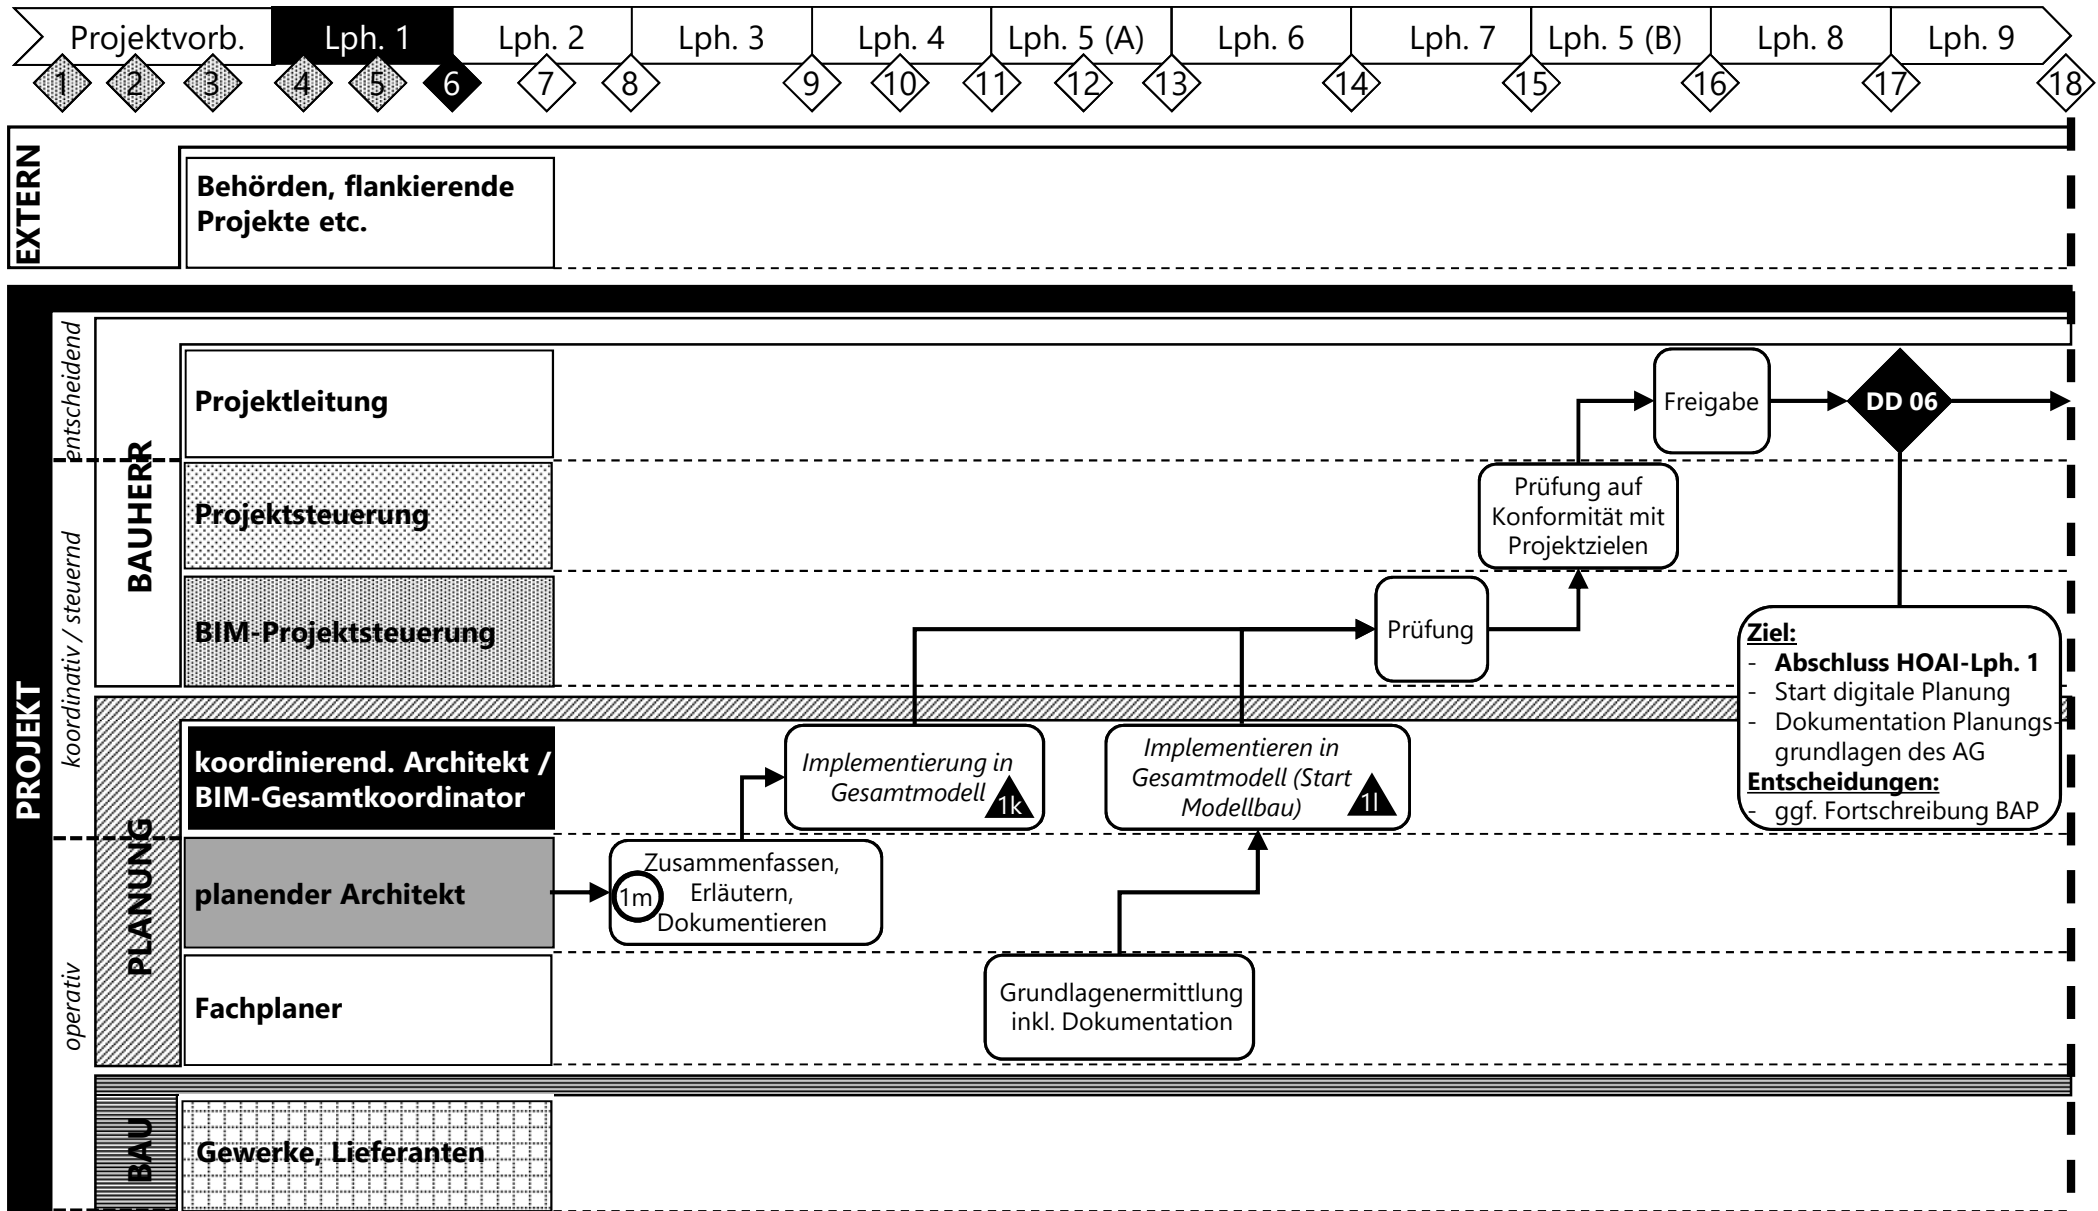 Projektvorb.
Lph. 1
Lph. 2
Lph. 3
Lph. 4
Lph. 5 (A)
Lph. 6
Lph. 7
Lph. 5 (B)
Lph. 8
Lph. 9
1
2
3
4
5
6
7
8
9
10
11
12
13
14
15
16
17
18
EXTERN
Behörden, flankierende
Projekte etc.
PROJEKT
entscheidend
koordinativ / steuernd
operativ
BAUHERR
Projektleitung
Freigabe
DD 06
Projektsteuerung
Prüfung auf
Konformität mit
Projektzielen
BIM-Projektsteuerung
Prüfung
Ziel:
- Abschluss HOAI-Lph. 1
- Start digitale Planung
- Dokumentation Planungs-
grundlagen des AG
Entscheidungen:
- ggf. Fortschreibung BAP
PLANUNG
koordinierend. Architekt /
BIM-Gesamtkoordinator
Implementierung in
Gesamtmodell
1k
Implementieren in
Gesamtmodell (Start
Modellbau)
1l
planender Architekt
Zusammenfassen,
Erläutern,
Dokumentieren
1m
Fachplaner
Grundlagenermittlung
inkl. Dokumentation
BAU
Gewerke, Lieferanten